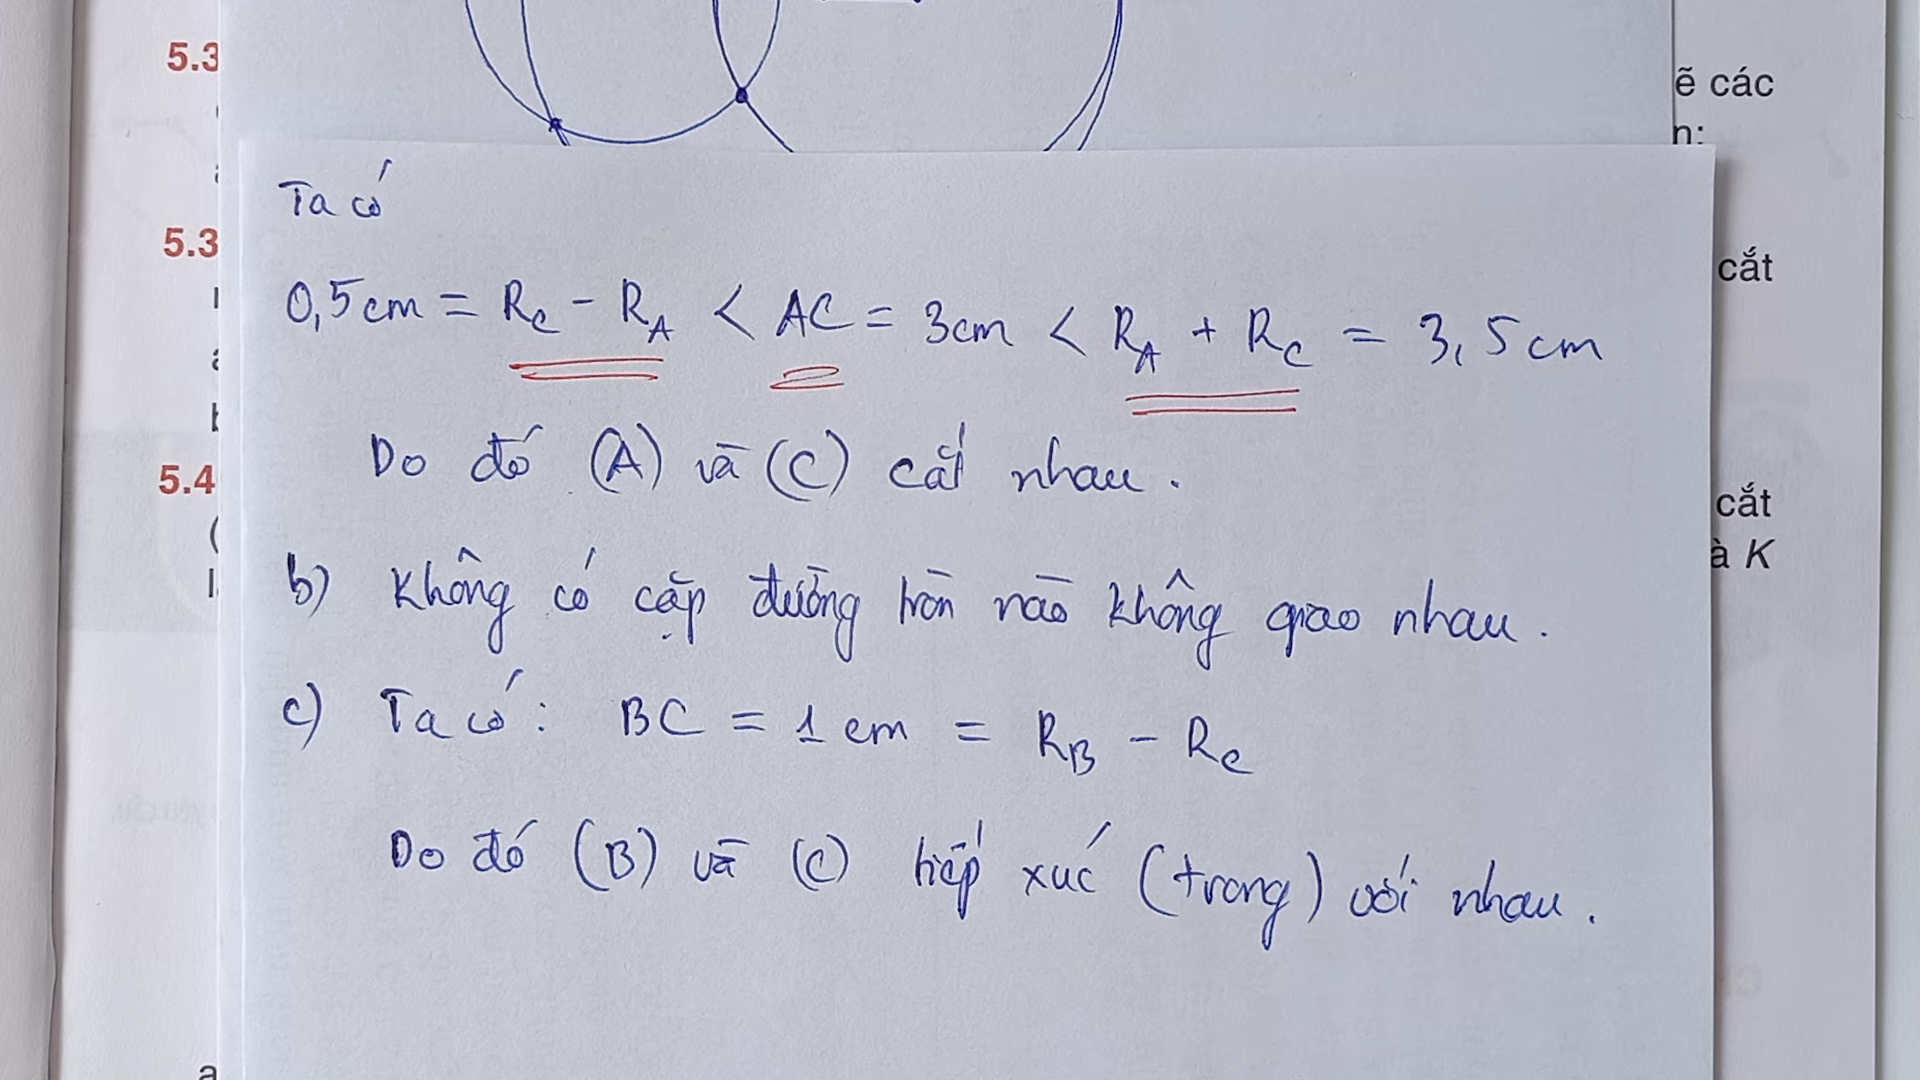 5.3
ẽ các
n:
Ta có
5.3
cắt
0,5cm = R_C - R_A < AC = 3cm < R_A + R_C = 3,5cm
Do đó (A) và (C) cắt nhau.
5.4
cắt
à K
b) Không có cặp đường tròn nào không giao nhau.
c) Ta có: BC = 1cm = R_B - R_C
Do đó (B) và (C) tiếp xúc (trong) với nhau.
a